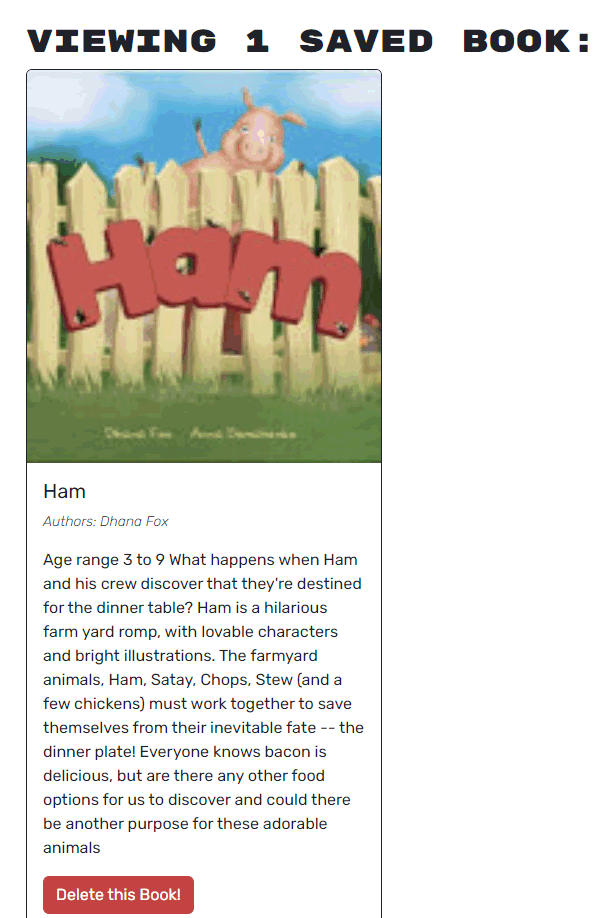 VIEWING 1 SAVED BOOK:
Ham
Dhana Fox Anna Demchenko
Ham
Authors: Dhana Fox
Age range 3 to 9 What happens when Ham
and his crew discover that they're destined
for the dinner table? Ham is a hilarious
farm yard romp, with lovable characters
and bright illustrations. The farmyard
animals, Ham, Satay, Chops, Stew (and a
few chickens) must work together to save
themselves from their inevitable fate -- the
dinner plate! Everyone knows bacon is
delicious, but are there any other food
options for us to discover and could there
be another purpose for these adorable
animals
Delete this Book!